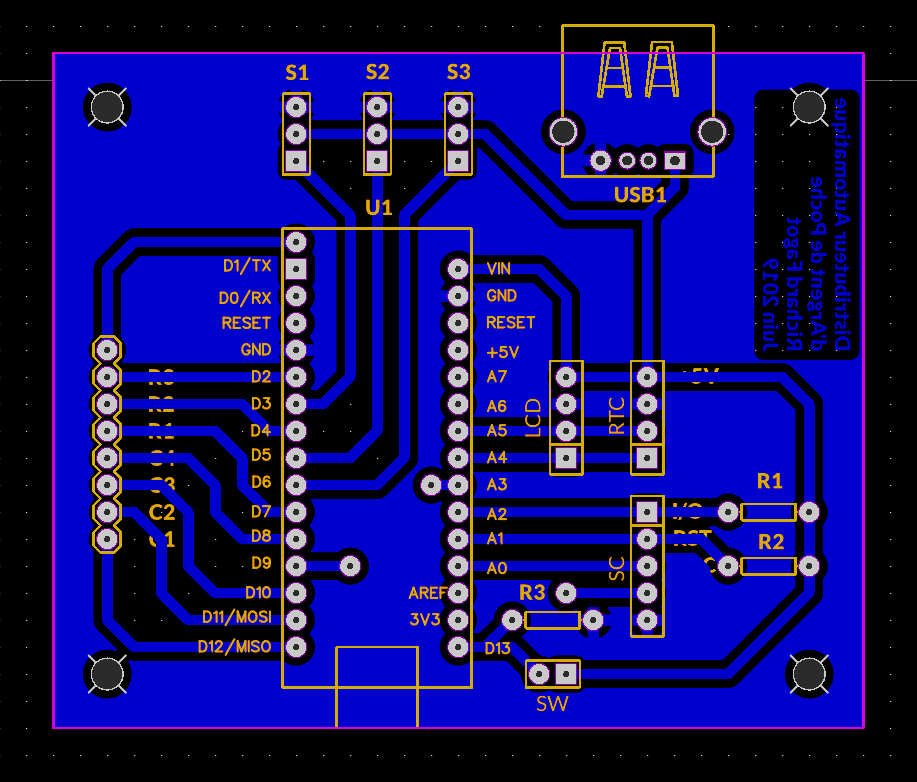 S1
S2
S3
USB1
U1
D1/TX
D0/RX
RESET
GND
D2
D3
D4
D5
D6
D7
D8
D9
D10
D11/MOSI
D12/MISO
VIN
GND
RESET
+5V
A7
A6
A5
A4
A3
A2
A1
A0
AREF
3V3
D13
R3
R2
R1
C4
C3
C2
C1
LCD
RTC
+5V
SC
I/O
RST
R1
R2
R3
SW
Distributeur Automatique
d'Argent de Poche
Richard Fagot
Juin 2019